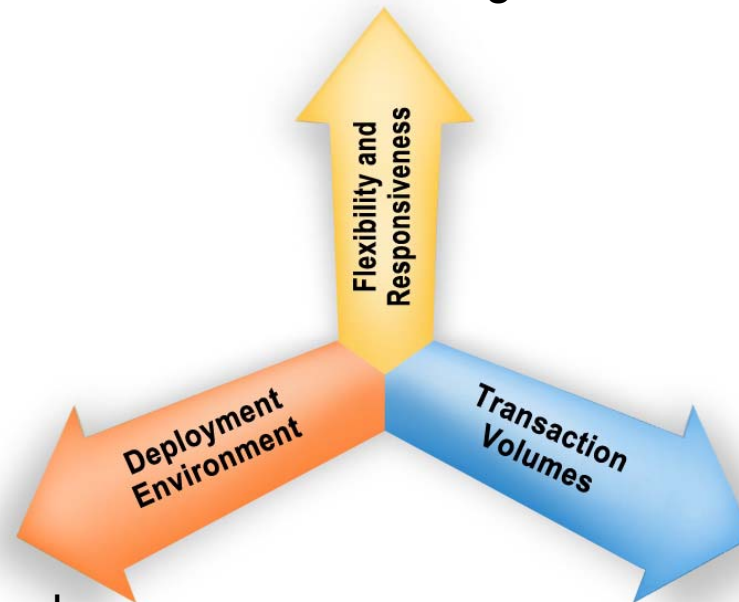 Flexibility and
Responsiveness
Deployment
Environment
Transaction
Volumes